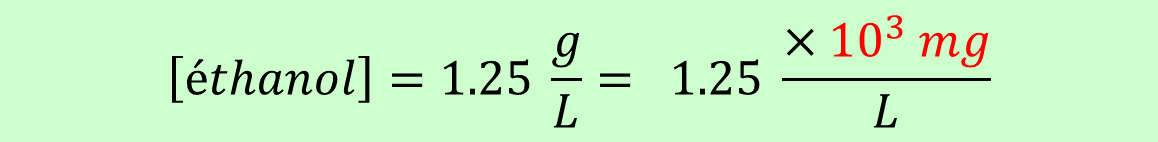 [éthanol] = 1.25 g/L = 1.25 × 10³ mg/L